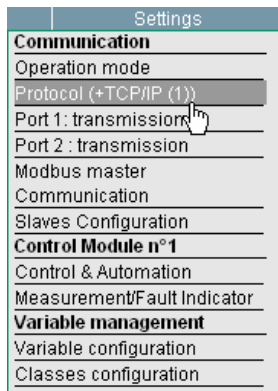 Settings
Communication
Operation mode
Protocol (+TCP/IP (1))
Port 1: transmission
Port 2 : transmission
Modbus master
Communication
Slaves Configuration
Control Module n°1
Control & Automation
Measurement/Fault Indicator
Variable management
Variable configuration
Classes configuration